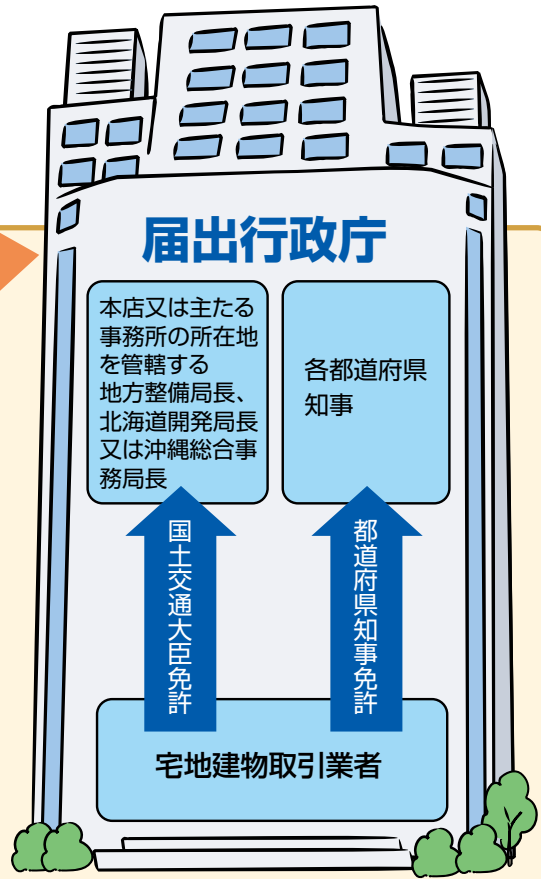 届出行政庁
本店又は主たる
事務所の所在地
を管轄する
地方整備局長、
北海道開発局長
又は沖縄総合事
務局長
各都道府県
知事
国土交通大臣免許
都道府県知事免許
宅地建物取引業者